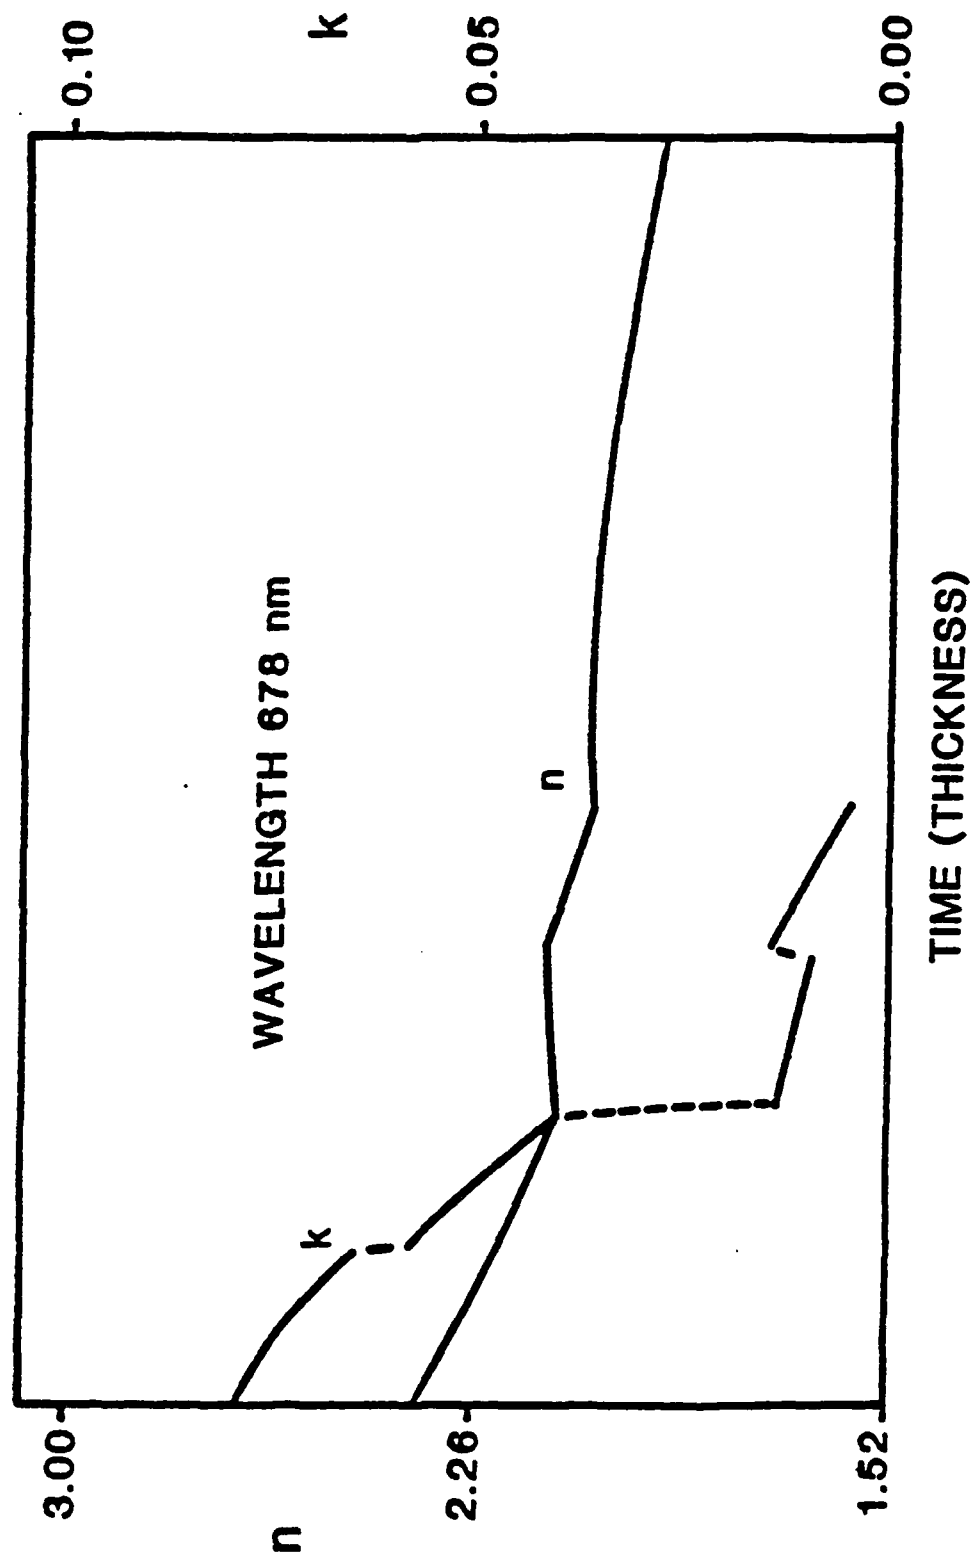 WAVELENGTH 678 nm
n
3.00
2.26
1.52
k
0.10
0.05
0.00
k
n
TIME (THICKNESS)